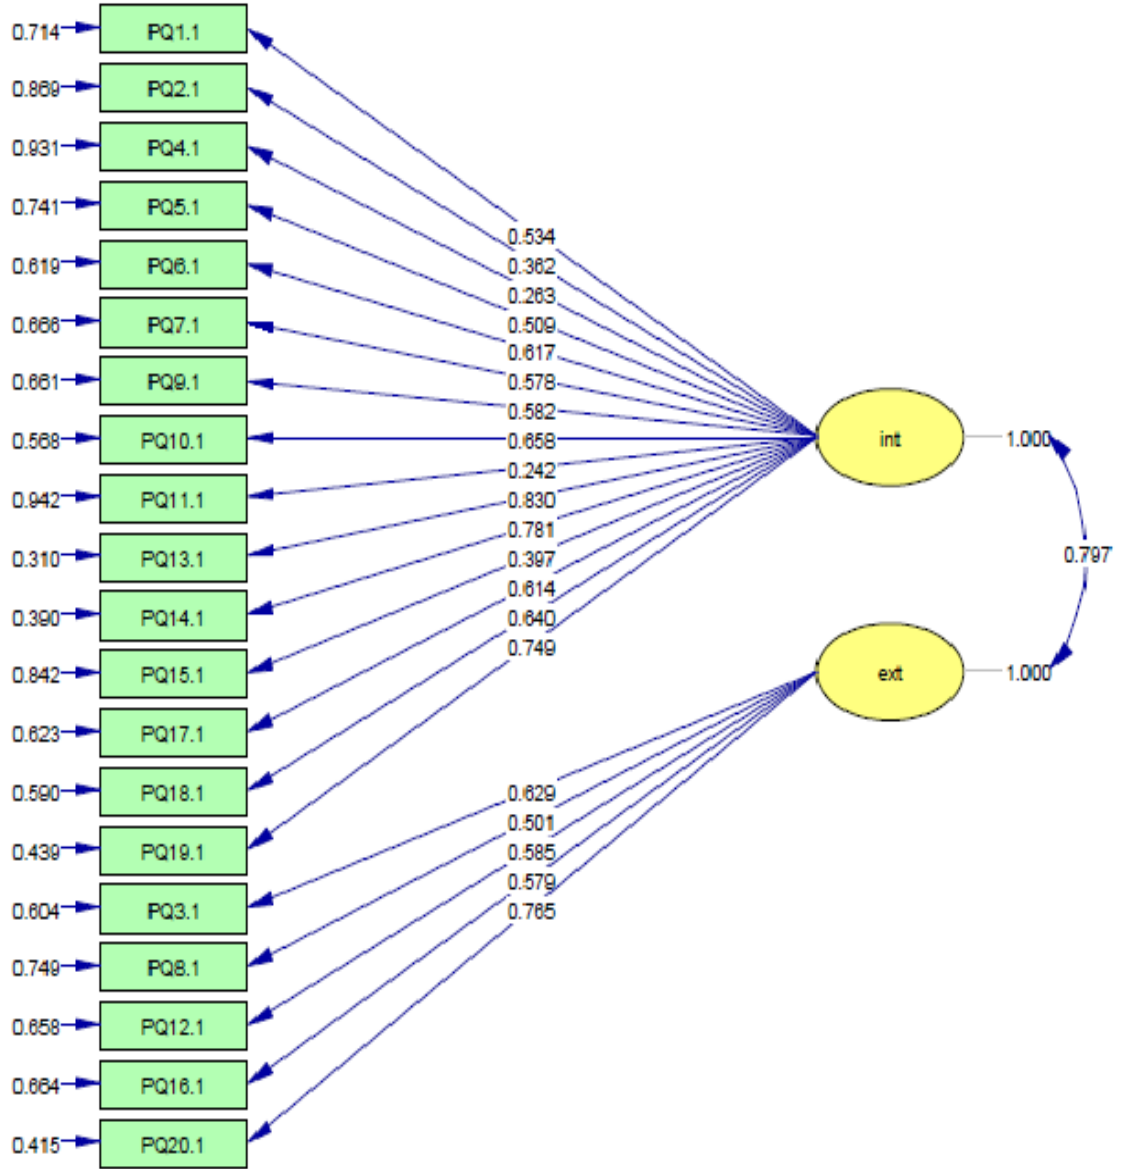 0.714 PQ1.1
0.869 PQ2.1
0.931 PQ4.1
0.741 PQ5.1
0.534
0.619 PQ6.1
0.362
0.263
0.666 PQ7.1
0.509
0.617
0.661 PQ9.1
0.578
0.582
0.568 PQ10.1
0.658
int 1.000
0.242
0.942 PQ11.1
0.830
0.781
0.310 PQ13.1
0.397
0.797
0.614
0.390 PQ14.1
0.640
0.749
0.842 PQ15.1
ext 1.000
0.623 PQ17.1
0.590 PQ18.1
0.629
0.501
0.439 PQ19.1
0.585
0.579
0.604 PQ3.1
0.765
0.749 PQ8.1
0.658 PQ12.1
0.664 PQ16.1
0.415 PQ20.1